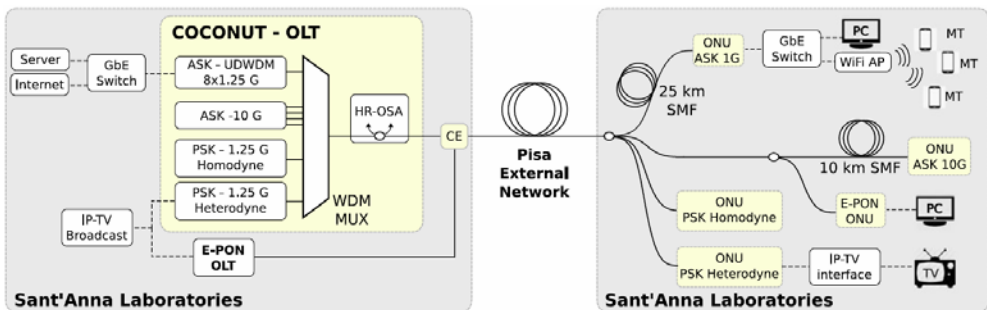 COCONUT - OLT
Server
Internet
GbE
Switch
ASK - UDWDM
8x1.25 G
ASK -10 G
PSK - 1.25 G
Homodyne
PSK - 1.25 G
Heterodyne
WDM
MUX
HR-OSA
CE
IP-TV
Broadcast
E-PON
OLT
Sant'Anna Laboratories
Pisa
External
Network
25 km
SMF
ONU
ASK 1G
GbE
Switch
PC
WiFi AP
MT
MT
MT
10 km SMF
ONU
ASK 10G
E-PON
ONU
PC
ONU
PSK Homodyne
ONU
PSK Heterodyne
IP-TV
interface
TV
Sant'Anna Laboratories